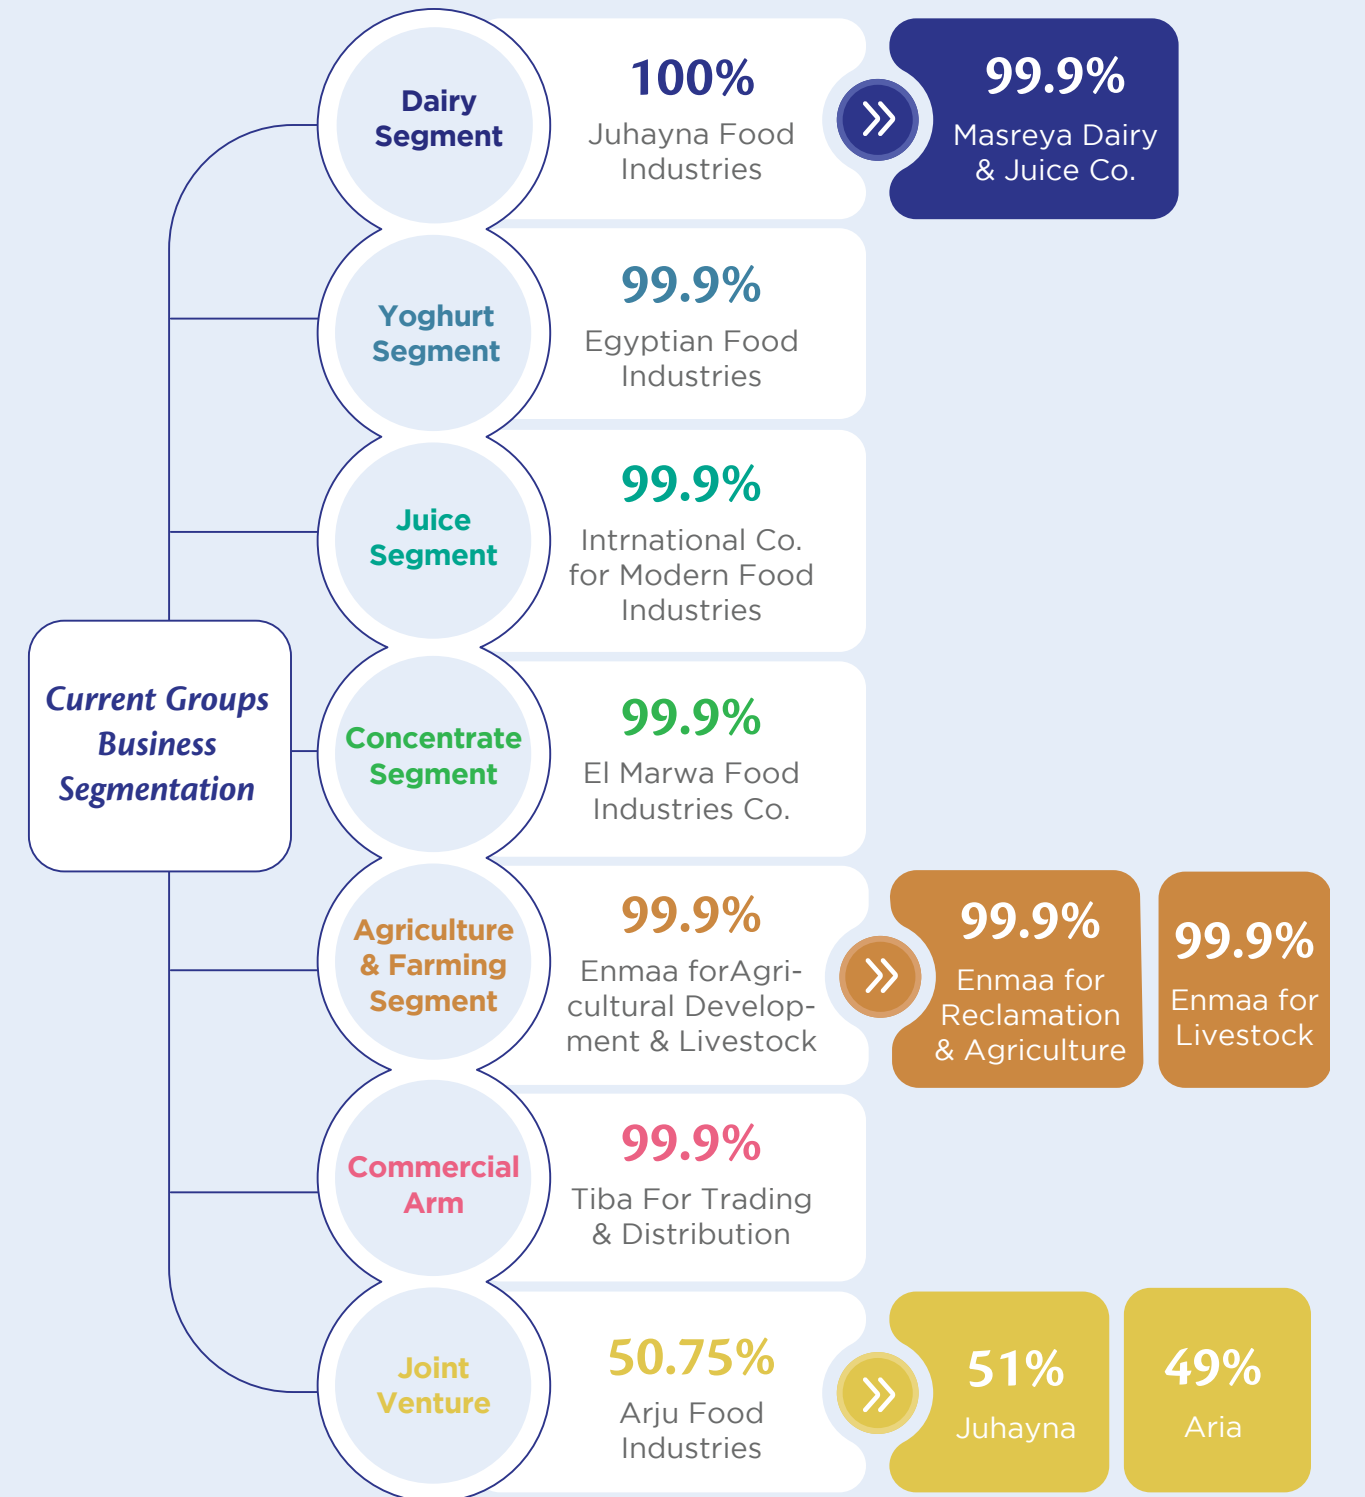 Current Groups
Business
Segmentation
Dairy
Segment
100%
Juhayna Food
Industries
99.9%
Masreya Dairy
& Juice Co.
Yoghurt
Segment
99.9%
Egyptian Food
Industries
Juice
Segment
99.9%
Intrnational Co.
for Modern Food
Industries
Concentrate
Segment
99.9%
El Marwa Food
Industries Co.
Agriculture
& Farming
Segment
99.9%
Enmaa forAgri-
cultural Develop-
ment & Livestock
99.9%
Enmaa for
Reclamation
& Agriculture
99.9%
Enmaa for
Livestock
Commercial
Arm
99.9%
Tiba For Trading
& Distribution
Joint
Venture
50.75%
Arju Food
Industries
51%
Juhayna
49%
Aria